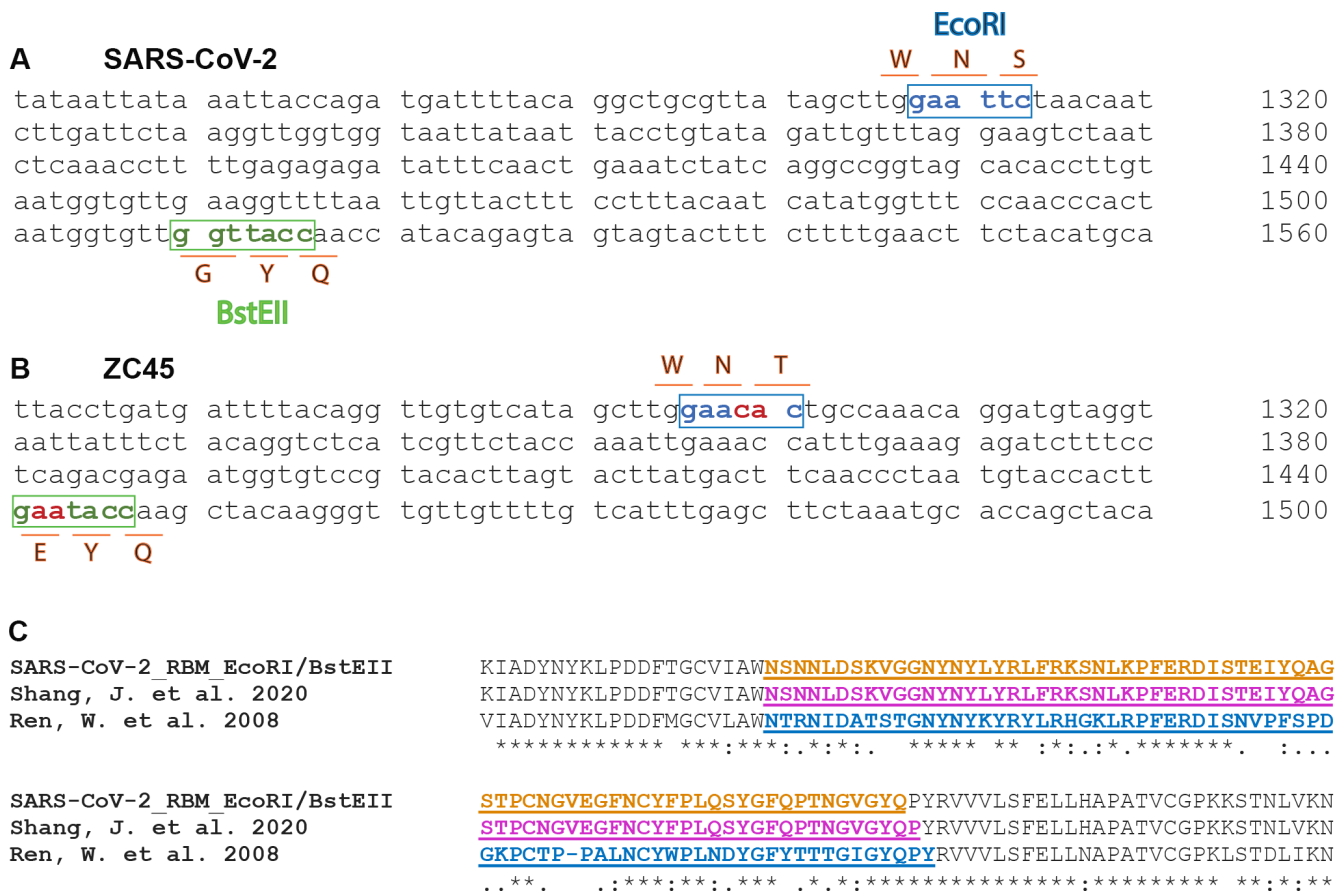 EcoRI
A SARS-CoV-2 W N S
tataattata aattaccaga tgattttaca ggctgcgtta tagcttggaa ttctaacaat 1320
cttgattcta aggttggtgg taattataat tacctgtata gattgtttag gaagtctaat 1380
ctcaaacctt ttgagagaga tatttcaact gaaatctatc aggccggtag cacaccttgt 1440
aatggtgttg aaggttttaa ttgttacttt cctttacaat catatggttt ccaacccact 1500
aatggtgttg gttaccaacc atacagagta gtagtacttt cttttgaact tctacatgca 1560
G Y Q
BstEII
B ZC45 W N T
ttacctgatg attttacagg ttgtgtcata gcttggaaca ctgccaaaca ggatgtaggt 1320
aattatttct acaggtctca tcgttctacc aaattgaaac catttgaaag agatctttcc 1380
tcagacgaga atggtgtccg tacacttagt acttatgact tcaaccctaa tgtaccactt 1440
gaataccaag ctacaagggt tgttgttttg tcatttgagc ttctaaatgc accagctaca 1500
E Y Q
C
SARS-CoV-2_RBM_EcoRI/BstEII KIADYNYKLPDDFTGCVIAWNSNNLDSKVGGNYNYLYRLFRKSNLKPFERDISTEIYQAG
Shang, J. et al. 2020 KIADYNYKLPDDFTGCVIAWNSNNLDSKVGGNYNYLYRLFRKSNLKPFERDISTEIYQAG
Ren, W. et al. 2008 VIADYNYKLPDDFMGCVLAWNTRNIDATSTGNYNYKYRYLRHGKLRPFERDISNVPFSPD
************ ***:***:.*:*:. ***** ** :*:.:*.*******. :...
SARS-CoV-2_RBM_EcoRI/BstEII STPCNGVEGFNCYFPLQSYGFQPTNGVGYQPYRVVVLSFELLHAPATVCGPKKSTNLVKN
Shang, J. et al. 2020 STPCNGVEGFNCYFPLQSYGFQPTNGVGYQPYRVVVLSFELLHAPATVCGPKKSTNLVKN
Ren, W. et al. 2008 GKPCTP-PALNCYWPLNDYGFYTTTGIGYQPYRVVVLSFELLNAPATVCGPKLSTDLIKN
..**. .:***:**:.*** .*.*:***************:********* **:*:**